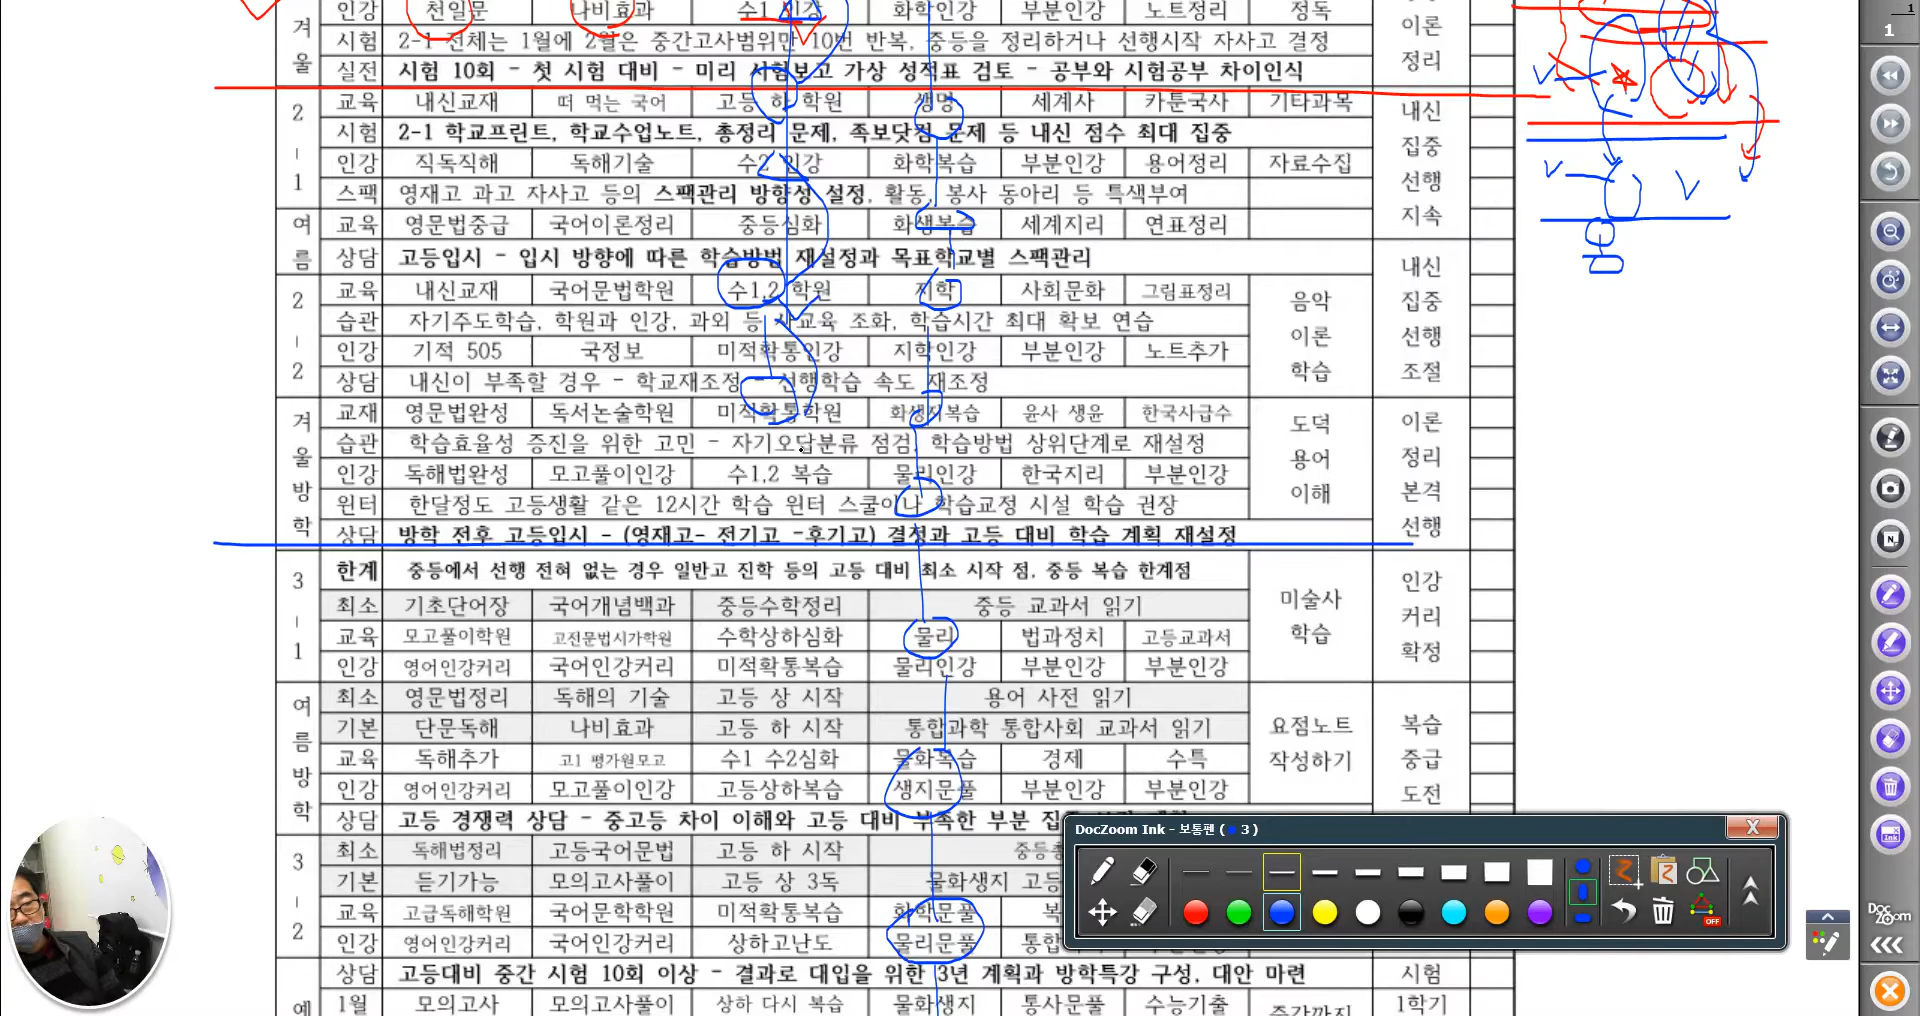 인강 천일문 나비효과 수1 인강 화학인강 부분인강 노트정리 정독
겨울
시험 2-1 전체는 1월에 2월은 중간고사범위만 10번 반복, 중등을 정리하거나 선행시작 자사고 결정
실전 시험 10회 - 첫 시험 대비 - 미리 시험보고 가상 성적표 검토 - 공부와 시험공부 차이인식
이론
정리
2-1
교육 내신교재 떠 먹는 국어 고등 하 학원 생명 세계사 카툰국사 기타과목
시험 2-1 학교프린트, 학교수업노트, 총정리 문제, 족보닷컴 문제 등 내신 점수 최대 집중
인강 직독직해 독해기술 수2 인강 화학복습 부분인강 용어정리 자료수집
스팩 영재고 과고 자사고 등의 스팩관리 방향성 설정, 활동, 봉사 동아리 등 특색부여
내신
집중
선행
지속
여름
교육 영문법중급 국어이론정리 중등심화 화생복습 세계지리 연표정리
상담 고등입시 - 입시 방향에 따른 학습방법 재설정과 목표학교별 스팩관리
2-2
교육 내신교재 국어문법학원 수1,2 학원 지학 사회문화 그림표정리
습관 자기주도학습, 학원과 인강, 과외 등 사교육 조화, 학습시간 최대 확보 연습
인강 기적 505 국정보 미적확통인강 지학인강 부분인강 노트추가
상담 내신이 부족할 경우 - 학교재조정 - 선행학습 속도 재조정
음악
이론
학습
내신
집중
선행
조절
겨울방학
교재 영문법완성 독서논술학원 미적확통학원 화생지복습 윤사 생윤 한국사급수
습관 학습효율성 증진을 위한 고민 - 자기오답분류 점검, 학습방법 상위단계로 재설정
인강 독해법완성 모고풀이인강 수1,2 복습 물리인강 한국지리 부분인강
윈터 한달정도 고등생활 같은 12시간 학습 윈터 스쿨이나 학습교정 시설 학습 권장
상담 방학 전후 고등입시 - (영재고- 전기고 -후기고) 결정과 고등 대비 학습 계획 재설정
도덕
용어
이해
이론
정리
본격
선행
3-1
한계 중등에서 선행 전혀 없는 경우 일반고 진학 등의 고등 대비 최소 시작 점, 중등 복습 한계점
최소 기초단어장 국어개념백과 중등수학정리 중등 교과서 읽기
교육 모고풀이학원 고전문법시가학원 수학상하심화 물리 법과정치 고등교과서
인강 영어인강커리 국어인강커리 미적확통복습 물리인강 부분인강 부분인강
미술사
학습
인강
커리
확정
여름방학
최소 영문법정리 독해의 기술 고등 상 시작 용어 사전 읽기
기본 단문독해 나비효과 고등 하 시작 통합과학 통합사회 교과서 읽기
교육 독해추가 고1 평가원모고 수1 수2심화 물화복습 경제 수특
인강 영어인강커리 모고풀이인강 고등상하복습 생지문풀 부분인강 부분인강
상담 고등 경쟁력 상담 - 중고등 차이 이해와 고등 대비 부족한 부분
요점노트
작성하기
복습
중급
도전
3-2
최소 독해법정리 고등국어문법 고등 하 시작
기본 듣기가능 모의고사풀이 고등 상 3독 물화생지
교육 고급독해학원 국어문학학원 미적확통복습 화학문풀
인강 영어인강커리 국어인강커리 상하고난도 물리문풀
상담 고등대비 중간 시험 10회 이상 - 결과로 대입을 위한 3년 계획과 방학특강 구성, 대안 마련 시험
예 1월 모의고사 모의고사풀이 상하 다시 복습 물화생지 통사문풀 수능기출 중간까지 1학기
DocZoom Ink - 보통펜 ( 3 )
OFF
1
1
N
Ink
DocZoom